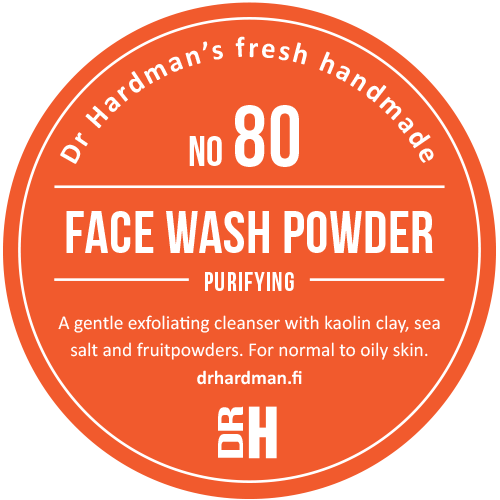 Dr Hardman’s fresh handmade
NO 80
FACE WASH POWDER
PURIFYING
A gentle exfoliating cleanser with kaolin clay, sea
salt and fruitpowders. For normal to oily skin.
drhardman.fi
DR H